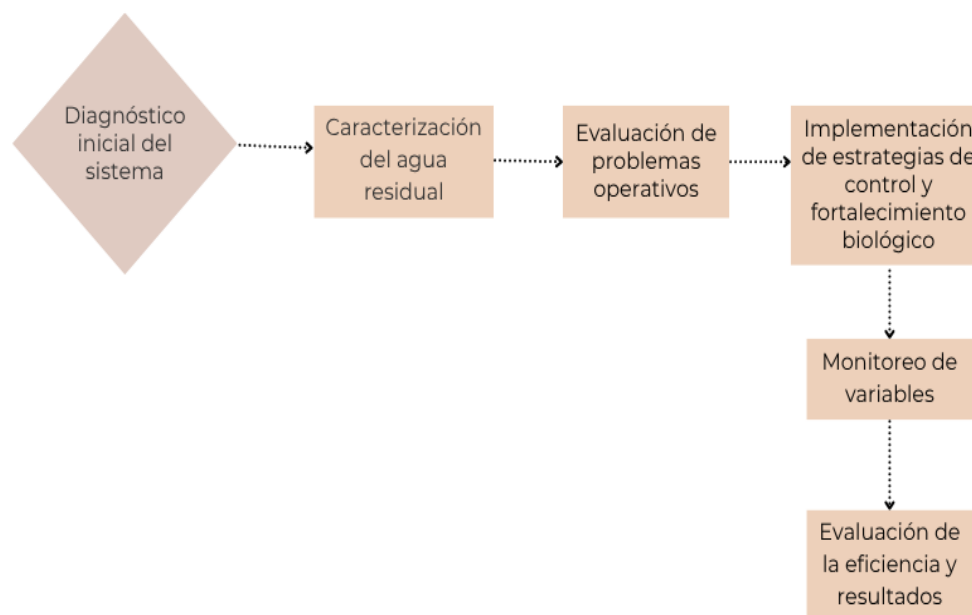 Diagnóstico
inicial del
sistema
Caracterización
del agua
residual
Evaluación de
problemas
operativos
Implementación
de estrategias de
control y
fortalecimiento
biológico
Monitoreo de
variables
Evaluación de
la eficiencia y
resultados